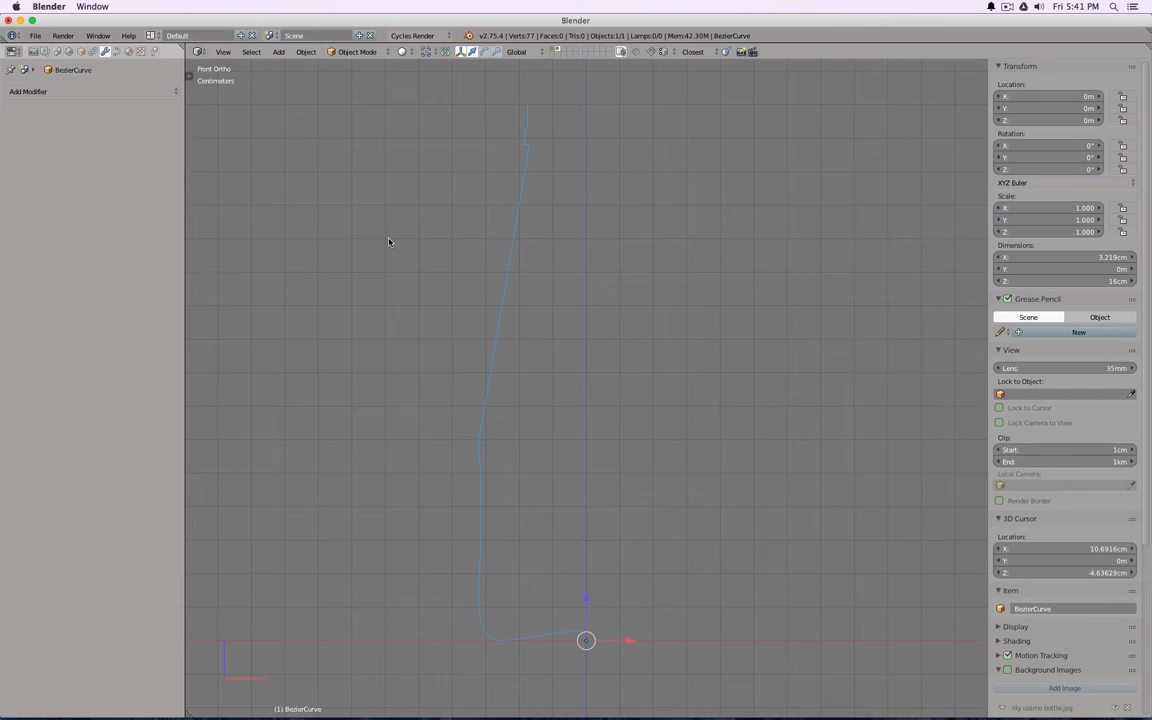 Blender Window Help Fri 5:41 PM
Blender
File Render Window Help Default Scene Cycles Render v2.75.4 | Verts:77 | Faces:0 | Tris:0 | Objects:1/1 | Lamps:0/0 | Mem:42.30M | BezierCurve
View Select Add Object Object Mode Global Closest
BezierCurve
Add Modifier
Front Ortho
Centimeters
(1) BezierCurve
Transform
Location:
X: 0m
Y: 0m
Z: 0m
Rotation:
X: 0°
Y: 0°
Z: 0°
XYZ Euler
Scale:
X: 1.000
Y: 1.000
Z: 1.000
Dimensions:
X: 3.219cm
Y: 0m
Z: 16cm
Grease Pencil
Scene Object
New
View
Lens: 35mm
Lock to Object:
Lock to Cursor
Lock Camera to View
Clip:
Start: 1cm
End: 1km
Local Camera:
Render Border
3D Cursor
Location:
X: 10.6916cm
Y: 0m
Z: -4.63629cm
Item
BezierCurve
Display
Shading
Motion Tracking
Background Images
Add Image
lily issimo bottle.jpg